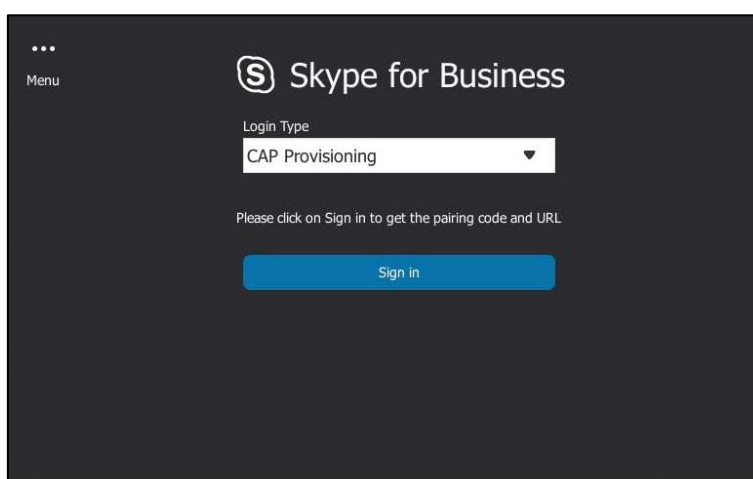 Menu
Skype for Business
Login Type
CAP Provisioning
Please click on Sign in to get the pairing code and URL
Sign in